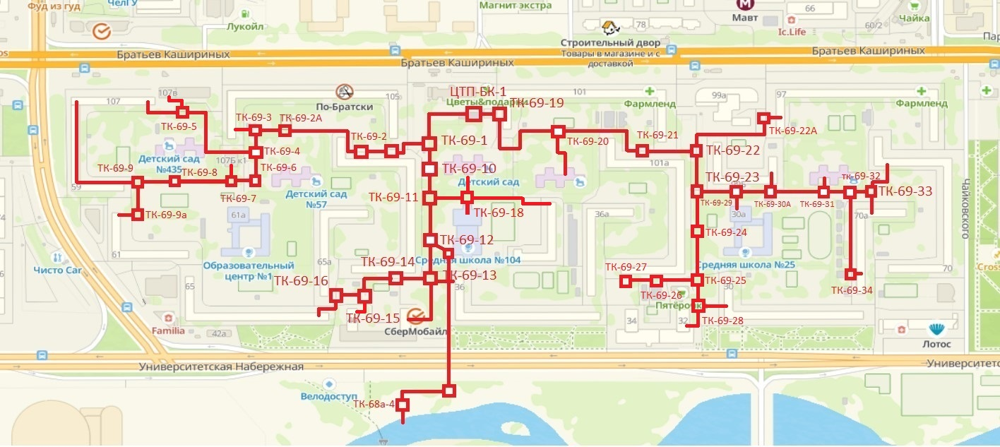 Фуд из гуд
ЧелГУ
Лукойл
Магнит экстра
Мавт
66
Чайка
60/2
Ic.Life
78
Строительный двор
Товары в магазине и с
доставкой
Братьев Кашириных
Братьев Кашириных
Братьев Кашириных
107
107в
По-Братски
105
ЦТП-БК-1
Цветы&подарки
101
Фармленд
99а
97
Фармленд
ТК-69-19
ТК-69-3
ТК-69-2А
ТК-69-5
ТК-69-2
ТК-69-1
ТК-69-20
ТК-69-21
ТК-69-22А
ТК-69-22
ТК-69-4
Детский сад
№435
107Б к1
ТК-69-9
ТК-69-8
ТК-69-6
ТК-69-10
Детский сад
101а
59
Детский сад
№57
ТК-69-7
ТК-69-11
ТК-69-18
ТК-69-23
ТК-69-32
ТК-69-33
ТК-69-29
ТК-69-30А
ТК-69-31
Чайковского
ТК-69-9а
61а
31а
36а
30а
70а
74
ТК-69-24
ТК-69-12
61
Образовательный
центр №1
65а
ТК-69-14
Средняя школа №104
Средняя школа №25
Чисто Car
70
Cross
ТК-69-27
ТК-69-16
ТК-69-13
36
65
ТК-69-26
ТК-69-25
30
ТК-69-34
Пятёрочк
ТК-69-15
СберМобайл
34
32
ТК-69-28
Familia
42а
Лотос
Университетская Набережная
Университетс
Велодоступ
ТК-68а-4